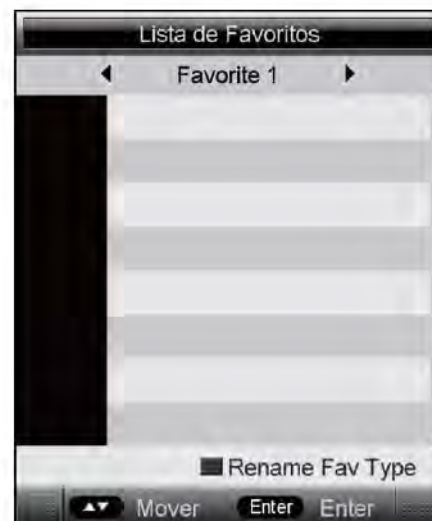 Lista de Favoritos
Favorite 1
Rename Fav Type
Mover Enter Enter